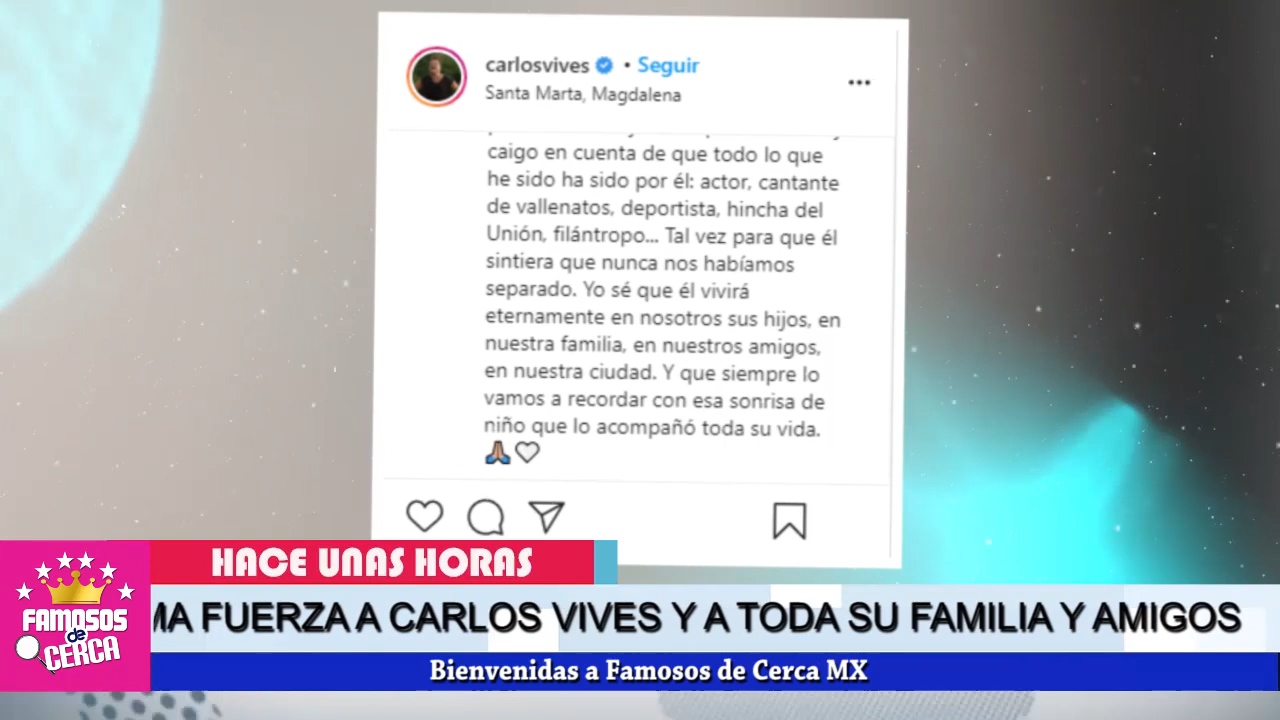 carlosvives • Seguir
Santa Marta, Magdalena
caigo en cuenta de que todo lo que
he sido ha sido por él: actor, cantante
de vallenatos, deportista, hincha del
Unión, filántropo... Tal vez para que él
sintiera que nunca nos habíamos
separado. Yo sé que él vivirá
eternamente en nosotros sus hijos, en
nuestra familia, en nuestros amigos,
en nuestra ciudad. Y que siempre lo
vamos a recordar con esa sonrisa de
niño que lo acompañó toda su vida.
🙏🏽🤍
HACE UNAS HORAS
FUERZA A CARLOS VIVES Y A TODA SU FAMILIA Y AMIGOS
FAMOSOS
de
CERCA
Bienvenidas a Famosos de Cerca MX